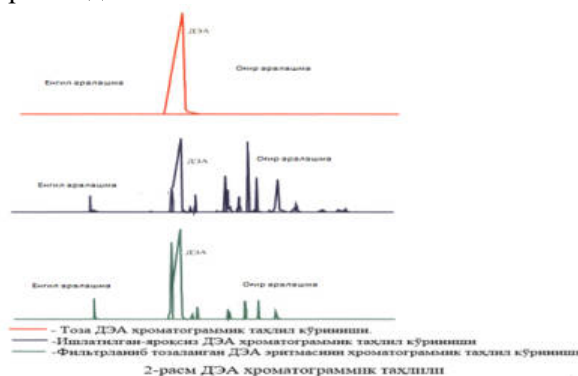 ДЭА
Енгил аралашма
Оғир аралашма
ДЭА
Енгил аралашма
Оғир аралашма
ДЭА
Енгил аралашма
Оғир аралашма
- Тоза ДЭА хроматограммик таҳлил кўриниши.
-Ишлатилган-яроқсиз ДЭА хроматограммик таҳлил кўриниши
-Фильтрланиб тозаланган ДЭА эритмасини хроматограммик таҳлил кўриниши
2-расм ДЭА хроматограммик таҳлили